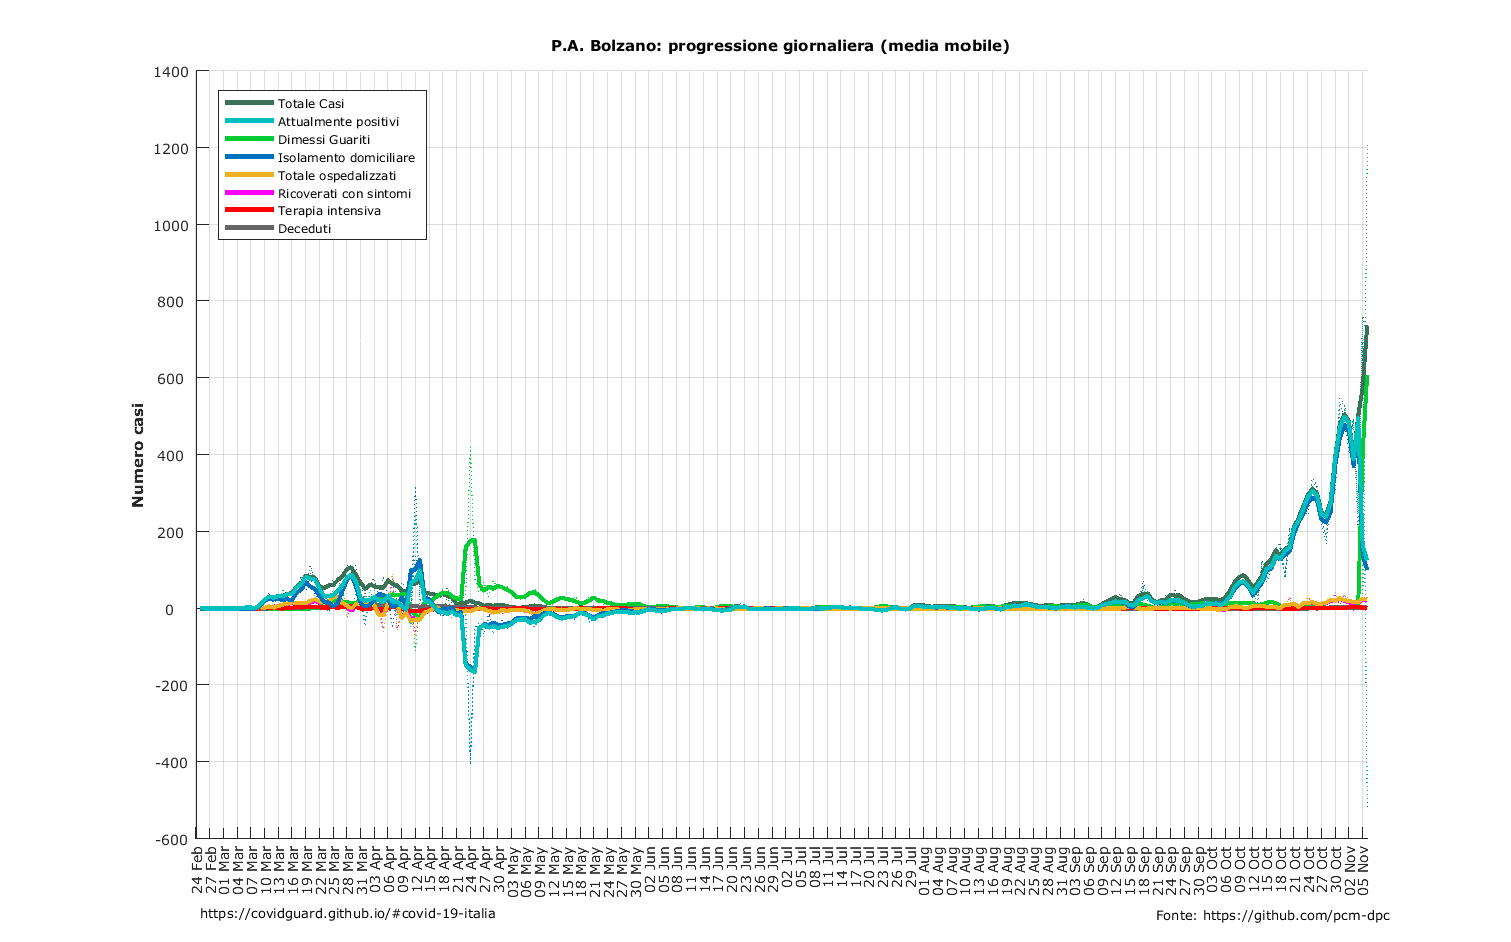 P.A. Bolzano: progressione giornaliera (media mobile)
1400
1200
1000
800
600
400
200
0
-200
-400
-600
Numero casi
Totale Casi
Attualmente positivi
Dimessi Guariti
Isolamento domiciliare
Totale ospedalizzati
Ricoverati con sintomi
Terapia intensiva
Deceduti
24 Feb
27 Feb
01 Mar
04 Mar
07 Mar
10 Mar
13 Mar
16 Mar
19 Mar
22 Mar
25 Mar
28 Mar
31 Mar
03 Apr
06 Apr
09 Apr
12 Apr
15 Apr
18 Apr
21 Apr
24 Apr
27 Apr
30 Apr
03 May
06 May
09 May
12 May
15 May
18 May
21 May
24 May
27 May
30 May
02 Jun
05 Jun
08 Jun
11 Jun
14 Jun
17 Jun
20 Jun
23 Jun
26 Jun
29 Jun
02 Jul
05 Jul
08 Jul
11 Jul
14 Jul
17 Jul
20 Jul
23 Jul
26 Jul
29 Jul
01 Aug
04 Aug
07 Aug
10 Aug
13 Aug
16 Aug
19 Aug
22 Aug
25 Aug
28 Aug
31 Aug
03 Sep
06 Sep
09 Sep
12 Sep
15 Sep
18 Sep
21 Sep
24 Sep
27 Sep
30 Sep
03 Oct
06 Oct
09 Oct
12 Oct
15 Oct
18 Oct
21 Oct
24 Oct
27 Oct
30 Oct
02 Nov
05 Nov
https://covidguard.github.io/#covid-19-italia
Fonte: https://github.com/pcm-dpc